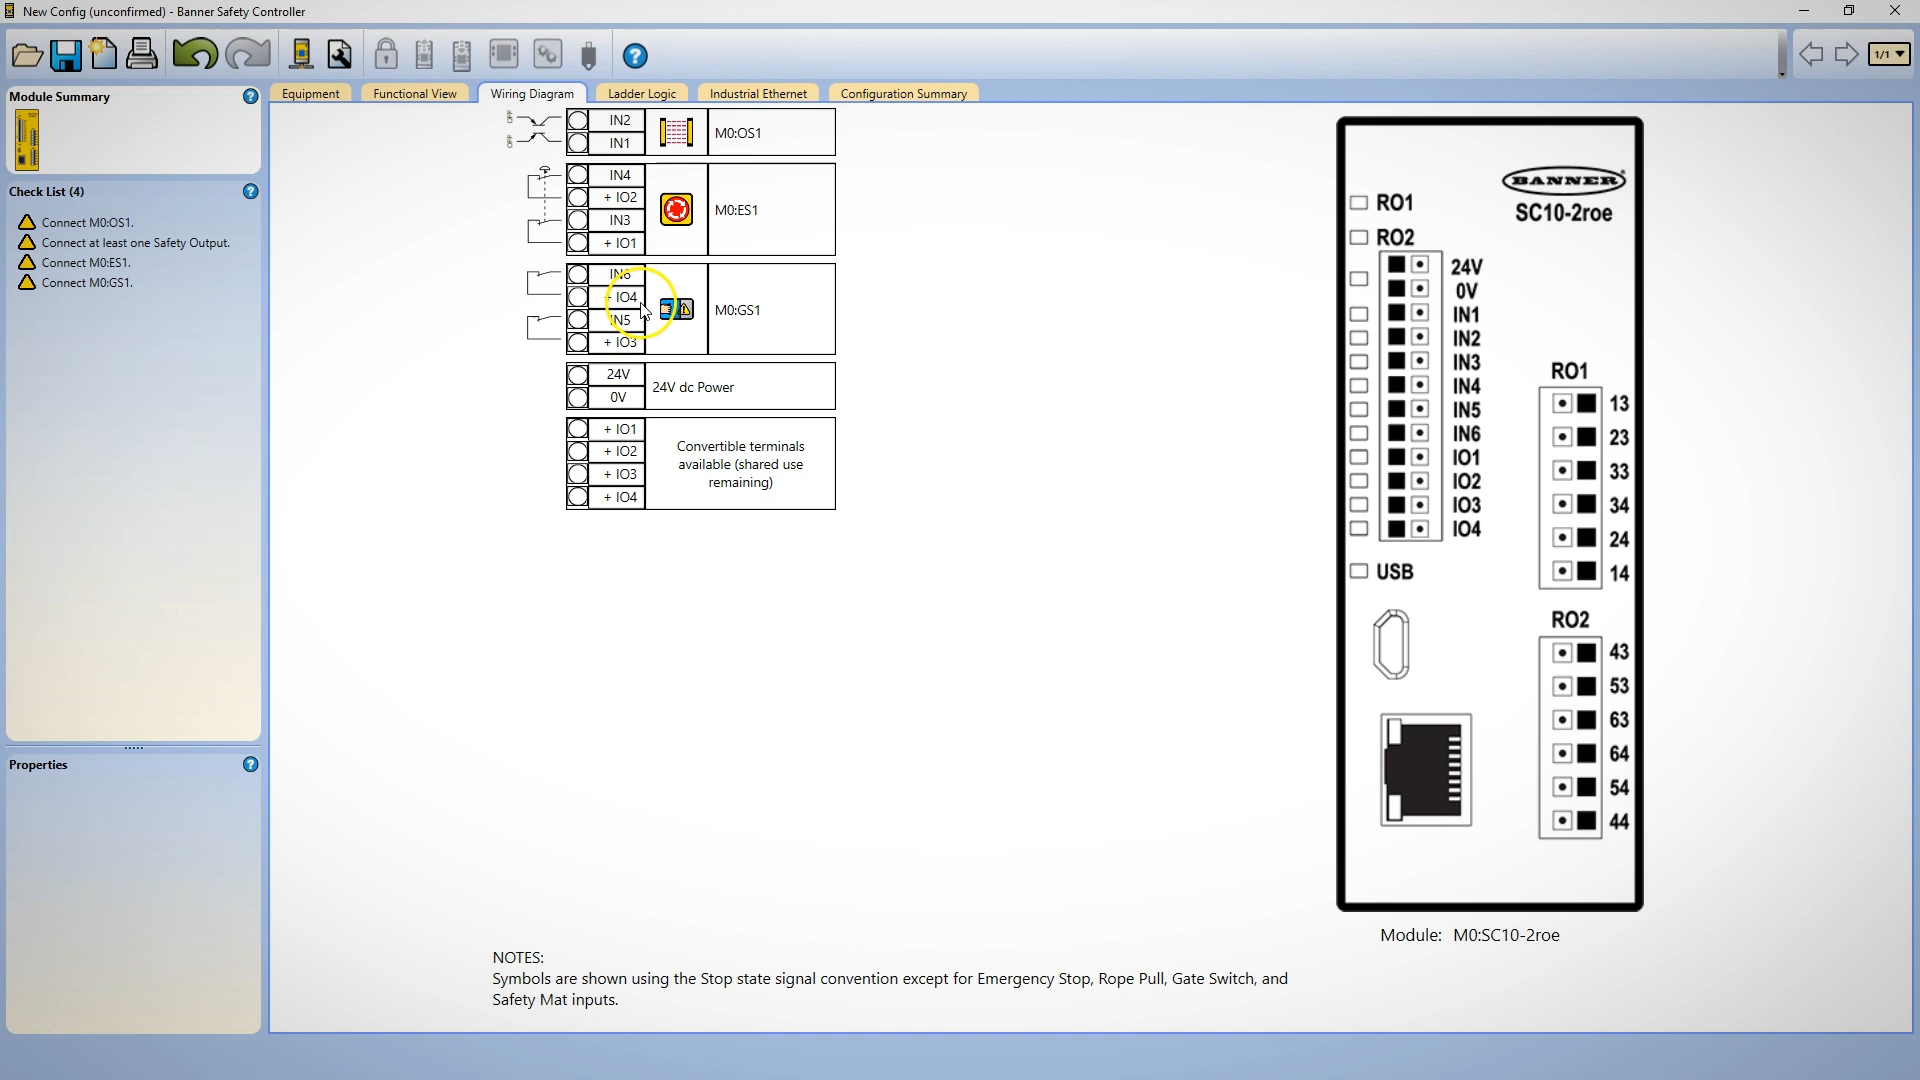 New Config (unconfirmed) - Banner Safety Controller
1/1
Module Summary
Check List (4)
Connect M0:OS1.
Connect at least one Safety Output.
Connect M0:ES1.
Connect M0:GS1.
Properties
Equipment
Functional View
Wiring Diagram
Ladder Logic
Industrial Ethernet
Configuration Summary
OFF
OFF
IN2
IN1
M0:OS1
IN4
+ IO2
IN3
+ IO1
M0:ES1
IN6
+ IO4
IN5
+ IO3
M0:GS1
24V
0V
24V dc Power
+ IO1
+ IO2
+ IO3
+ IO4
Convertible terminals
available (shared use
remaining)
BANNER
SC10-2roe
RO1
RO2
24V
0V
IN1
IN2
IN3
IN4
IN5
IN6
IO1
IO2
IO3
IO4
USB
RO1
13
23
33
34
24
14
RO2
43
53
63
64
54
44
Module: M0:SC10-2roe
NOTES:
Symbols are shown using the Stop state signal convention except for Emergency Stop, Rope Pull, Gate Switch, and
Safety Mat inputs.